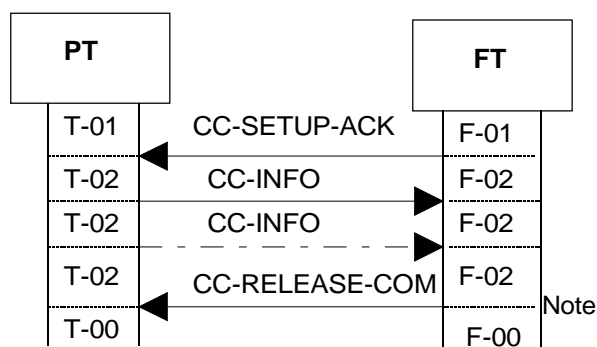 PT FT
T-01 CC-SETUP-ACK F-01
T-02 CC-INFO F-02
T-02 CC-INFO F-02
T-02 CC-RELEASE-COM F-02
Note
T-00 F-00